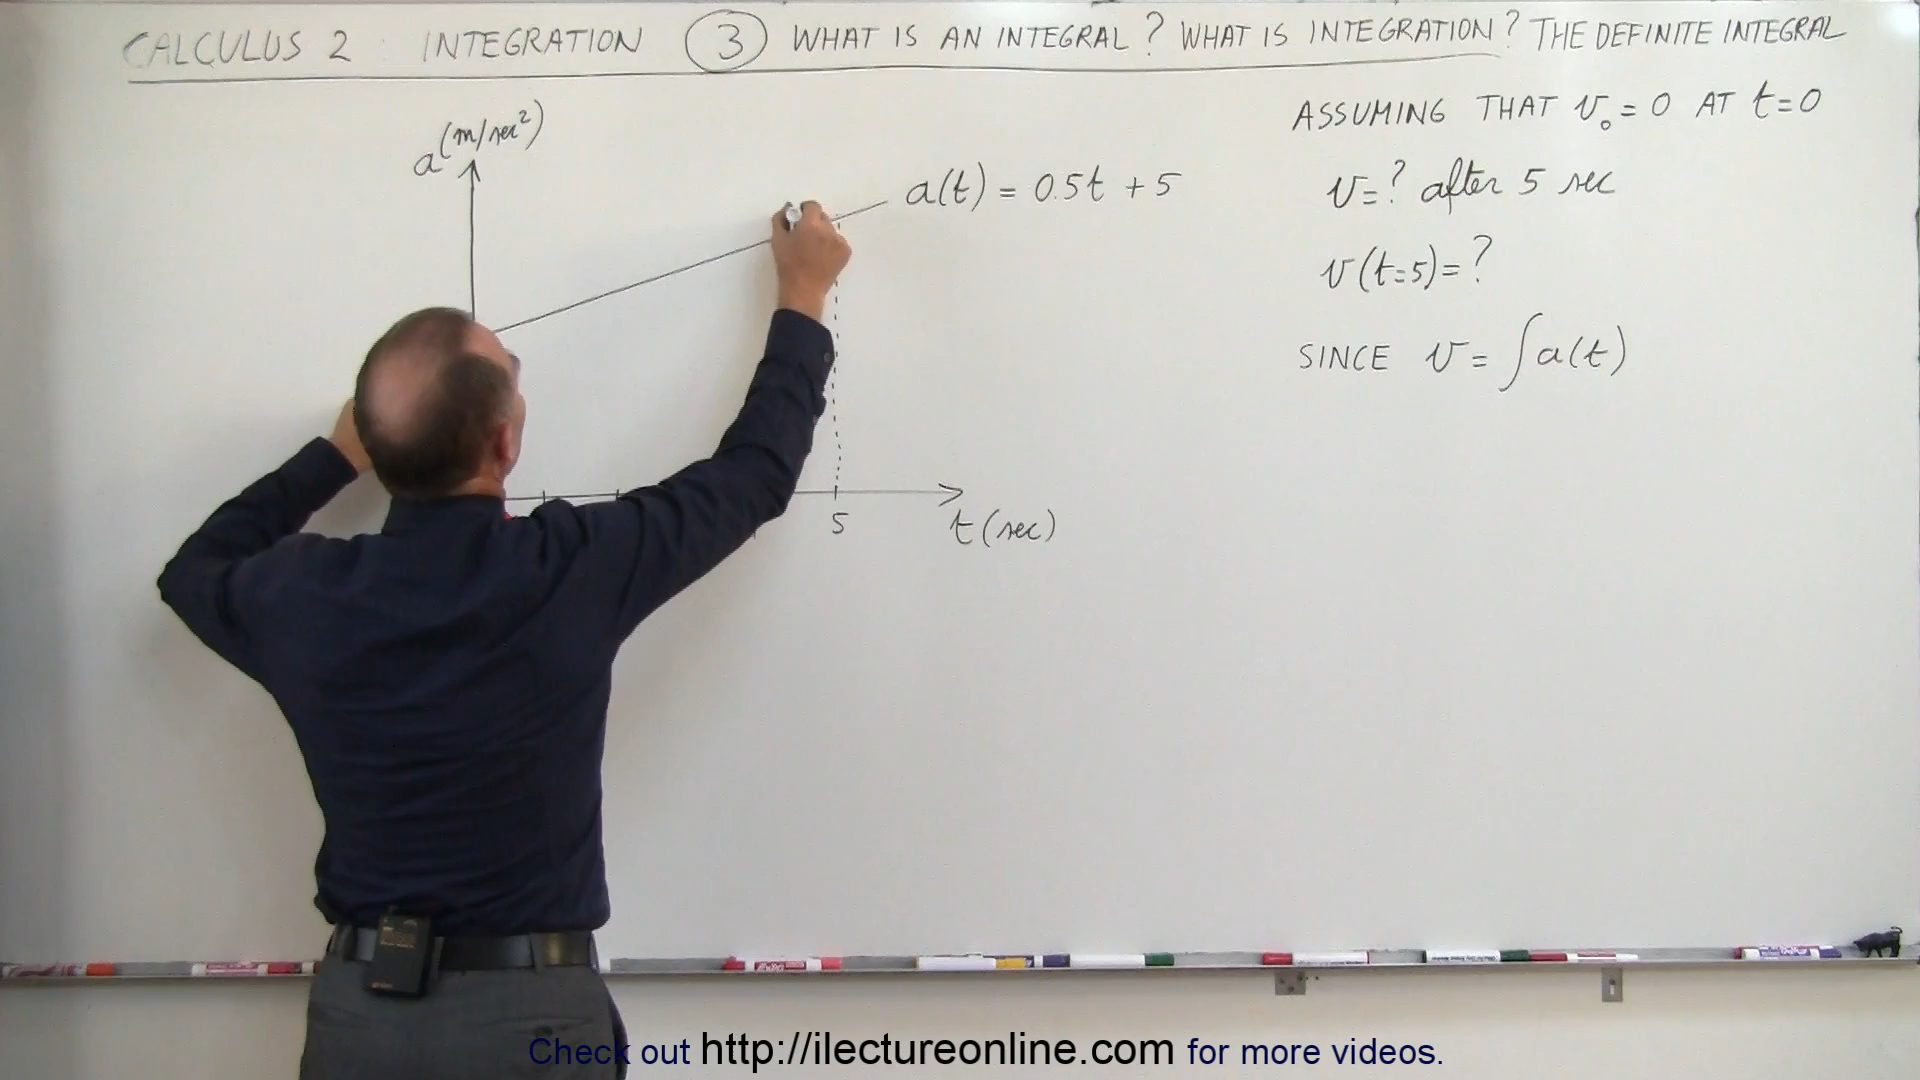 CALCULUS 2 : INTEGRATION ③ WHAT IS AN INTEGRAL? WHAT IS INTEGRATION? THE DEFINITE INTEGRAL
a (m/sec²)
a(t) = 0.5t + 5
5
t (sec)
ASSUMING THAT v₀ = 0 AT t=0
v=? after 5 sec
v(t=5)=?
SINCE v = ∫a(t)
Check out http://ilectureonline.com for more videos.